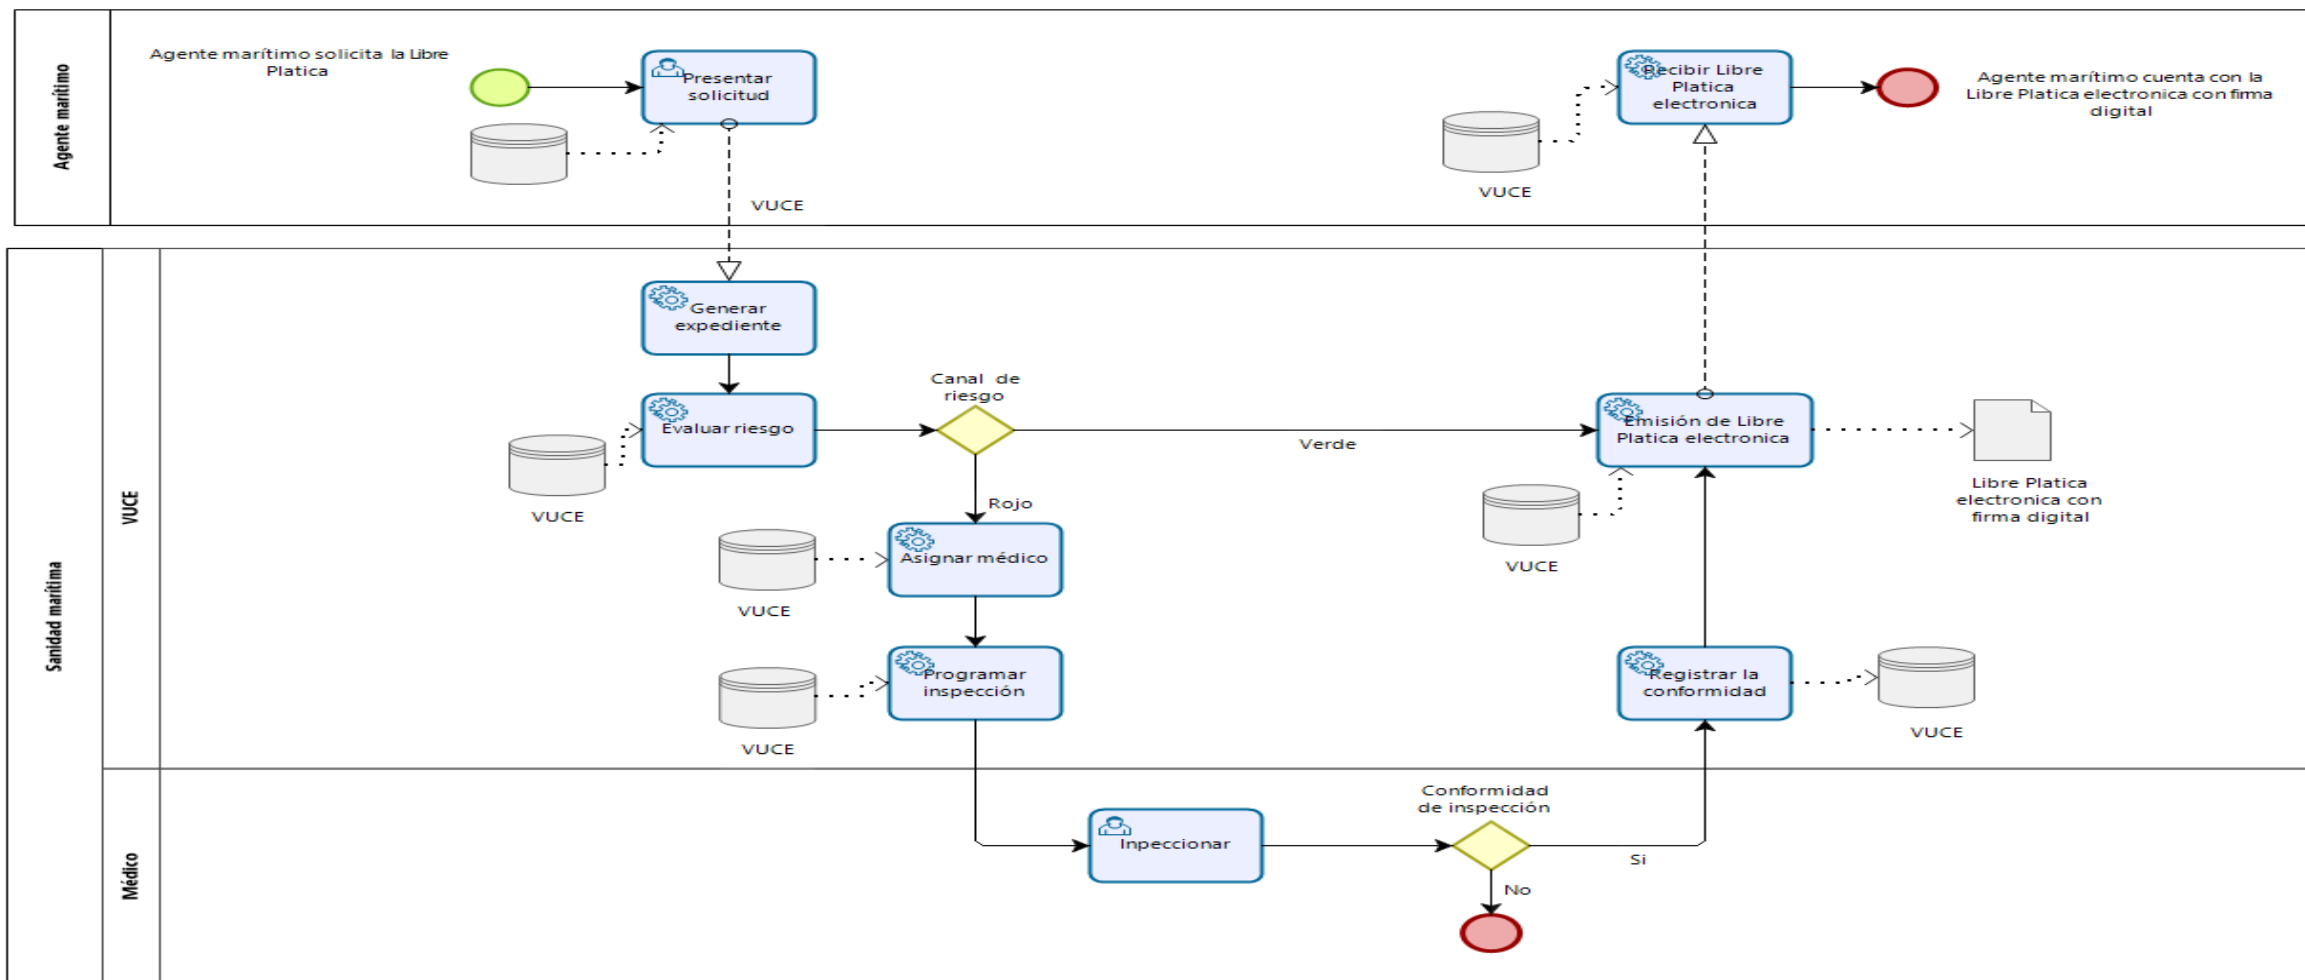 Agente marítimo
Agente marítimo solicita la Libre
Platica
Presentar
solicitud
VUCE
Recibir Libre
Platica
electronica
VUCE
Agente marítimo cuenta con la
Libre Platica electronica con firma
digital
Sanidad marítima
VUCE
Generar
expediente
Evaluar riesgo
VUCE
Canal de
riesgo
Verde
Rojo
Emisión de Libre
Platica electronica
VUCE
Libre Platica
electronica con
firma digital
Asignar médico
VUCE
Programar
inspección
VUCE
Registrar la
conformidad
VUCE
Médico
Inpeccionar
Conformidad
de inspección
Si
No